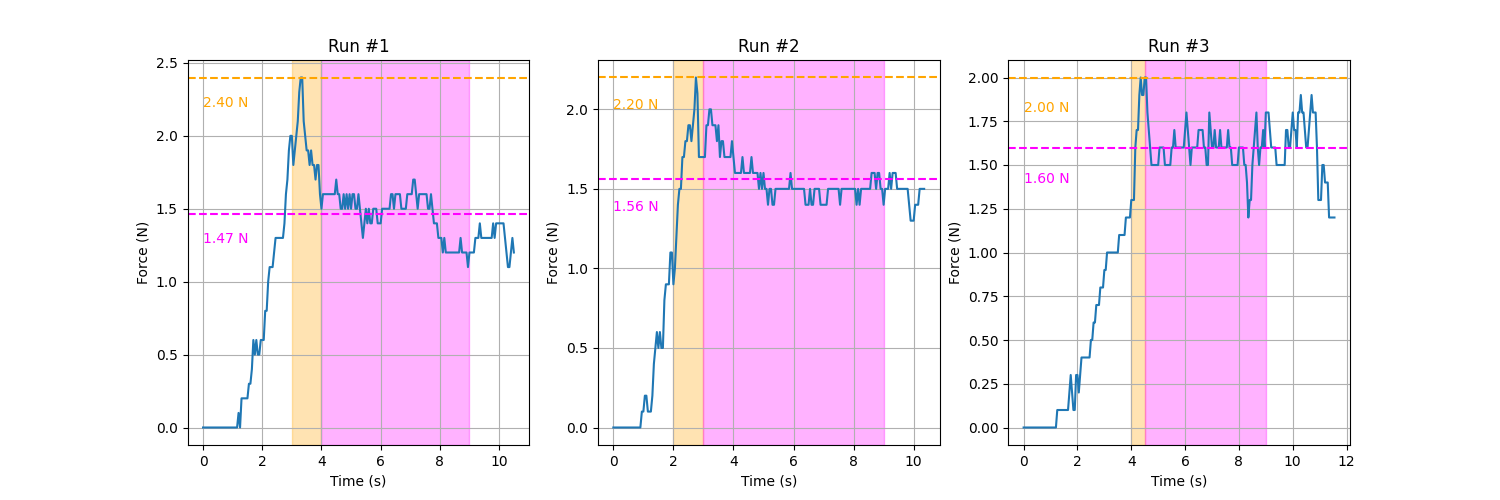 Run #1
Force (N)
2.5
2.0
1.5
1.0
0.5
0.0
2.40 N
1.47 N
0 2 4 6 8 10
Time (s)
Run #2
Force (N)
2.0
1.5
1.0
0.5
0.0
2.20 N
1.56 N
0 2 4 6 8 10
Time (s)
Run #3
Force (N)
2.00
1.75
1.50
1.25
1.00
0.75
0.50
0.25
0.00
2.00 N
1.60 N
0 2 4 6 8 10 12
Time (s)